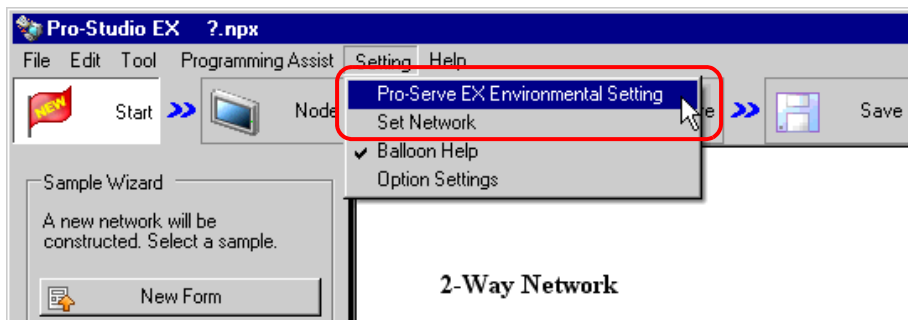 Pro-Studio EX ?.npx
File Edit Tool Programming Assist Setting Help
Start Node Save
Pro-Serve EX Environmental Setting
Set Network
Balloon Help
Option Settings
Sample Wizard
A new network will be
constructed. Select a sample.
New Form
2-Way Network
NEW